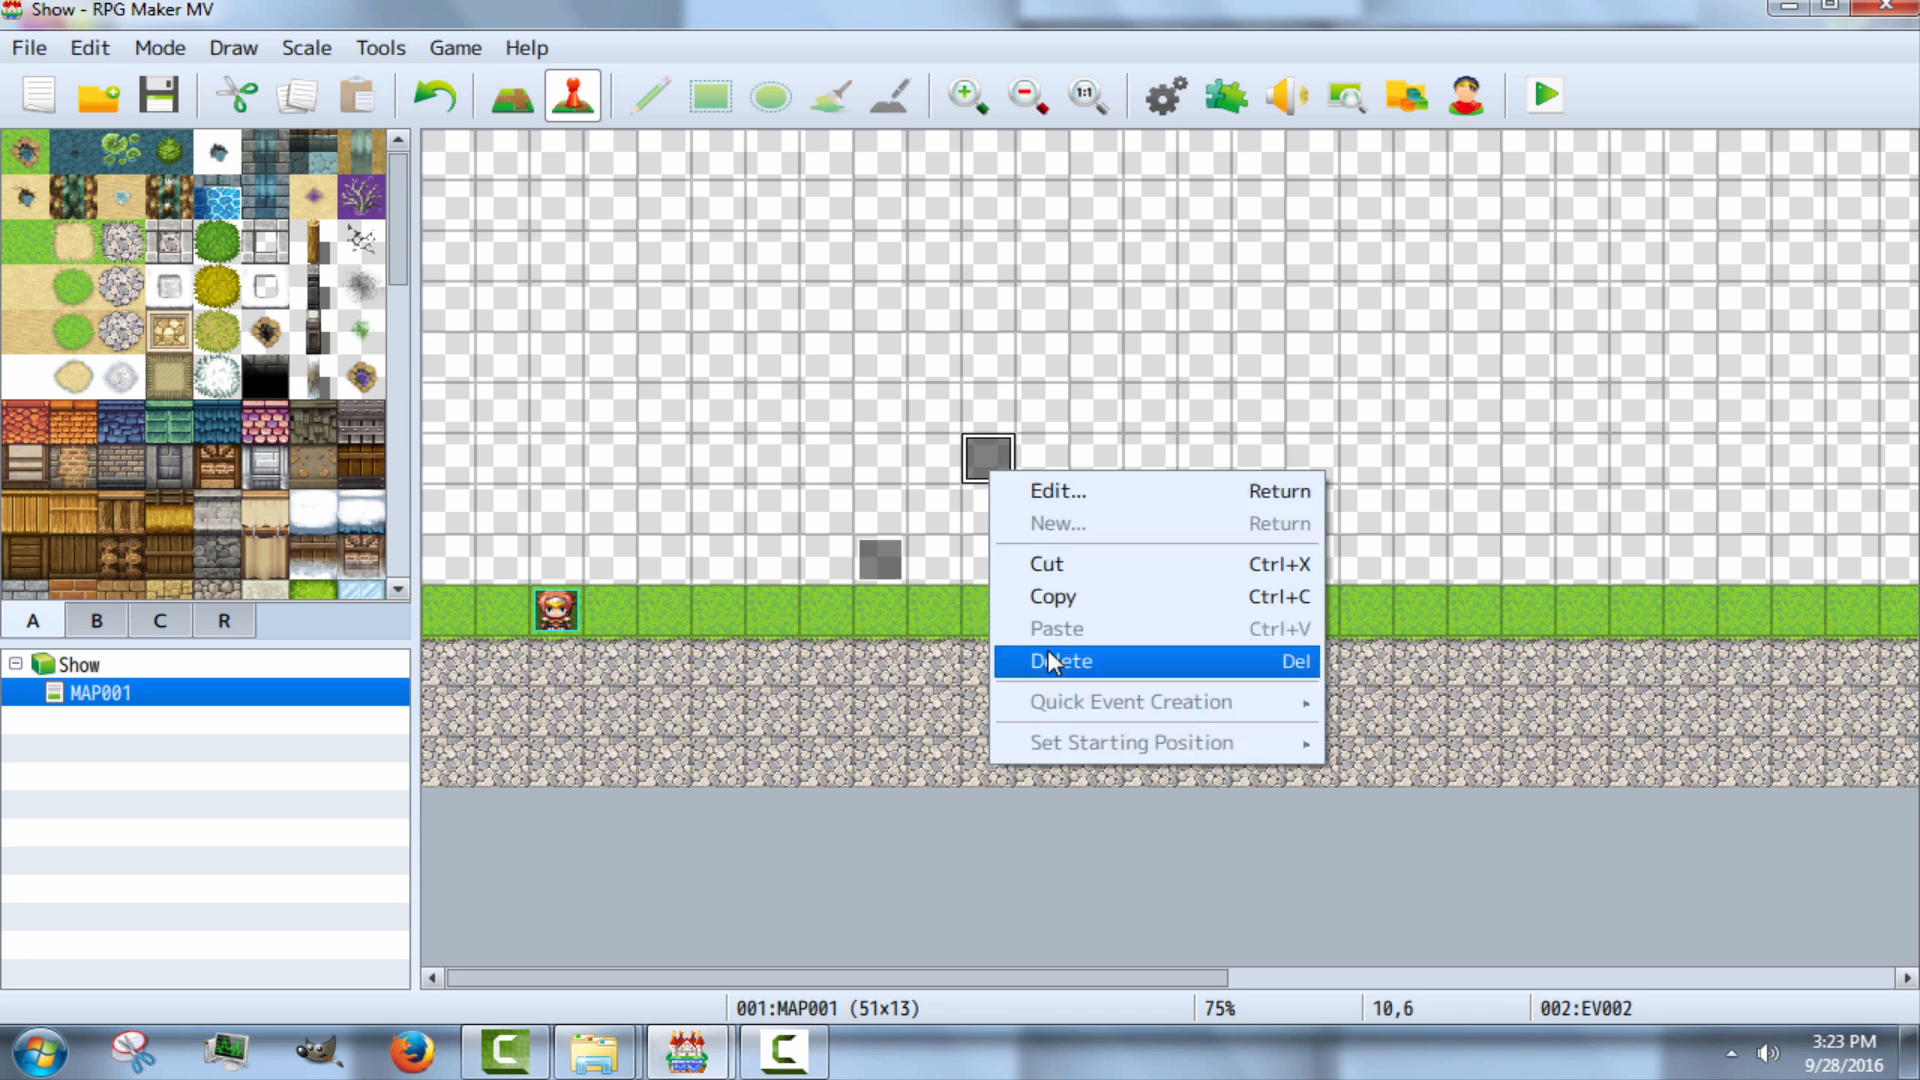 Show - RPG Maker MV
File Edit Mode Draw Scale Tools Game Help
1:1
Edit... Return
New... Return
Cut Ctrl+X
Copy Ctrl+C
Paste Ctrl+V
Delete Del
Quick Event Creation
Set Starting Position
A B C R
Show
MAP001
001:MAP001 (51x13) 75% 10,6 002:EV002
3:23 PM
9/28/2016